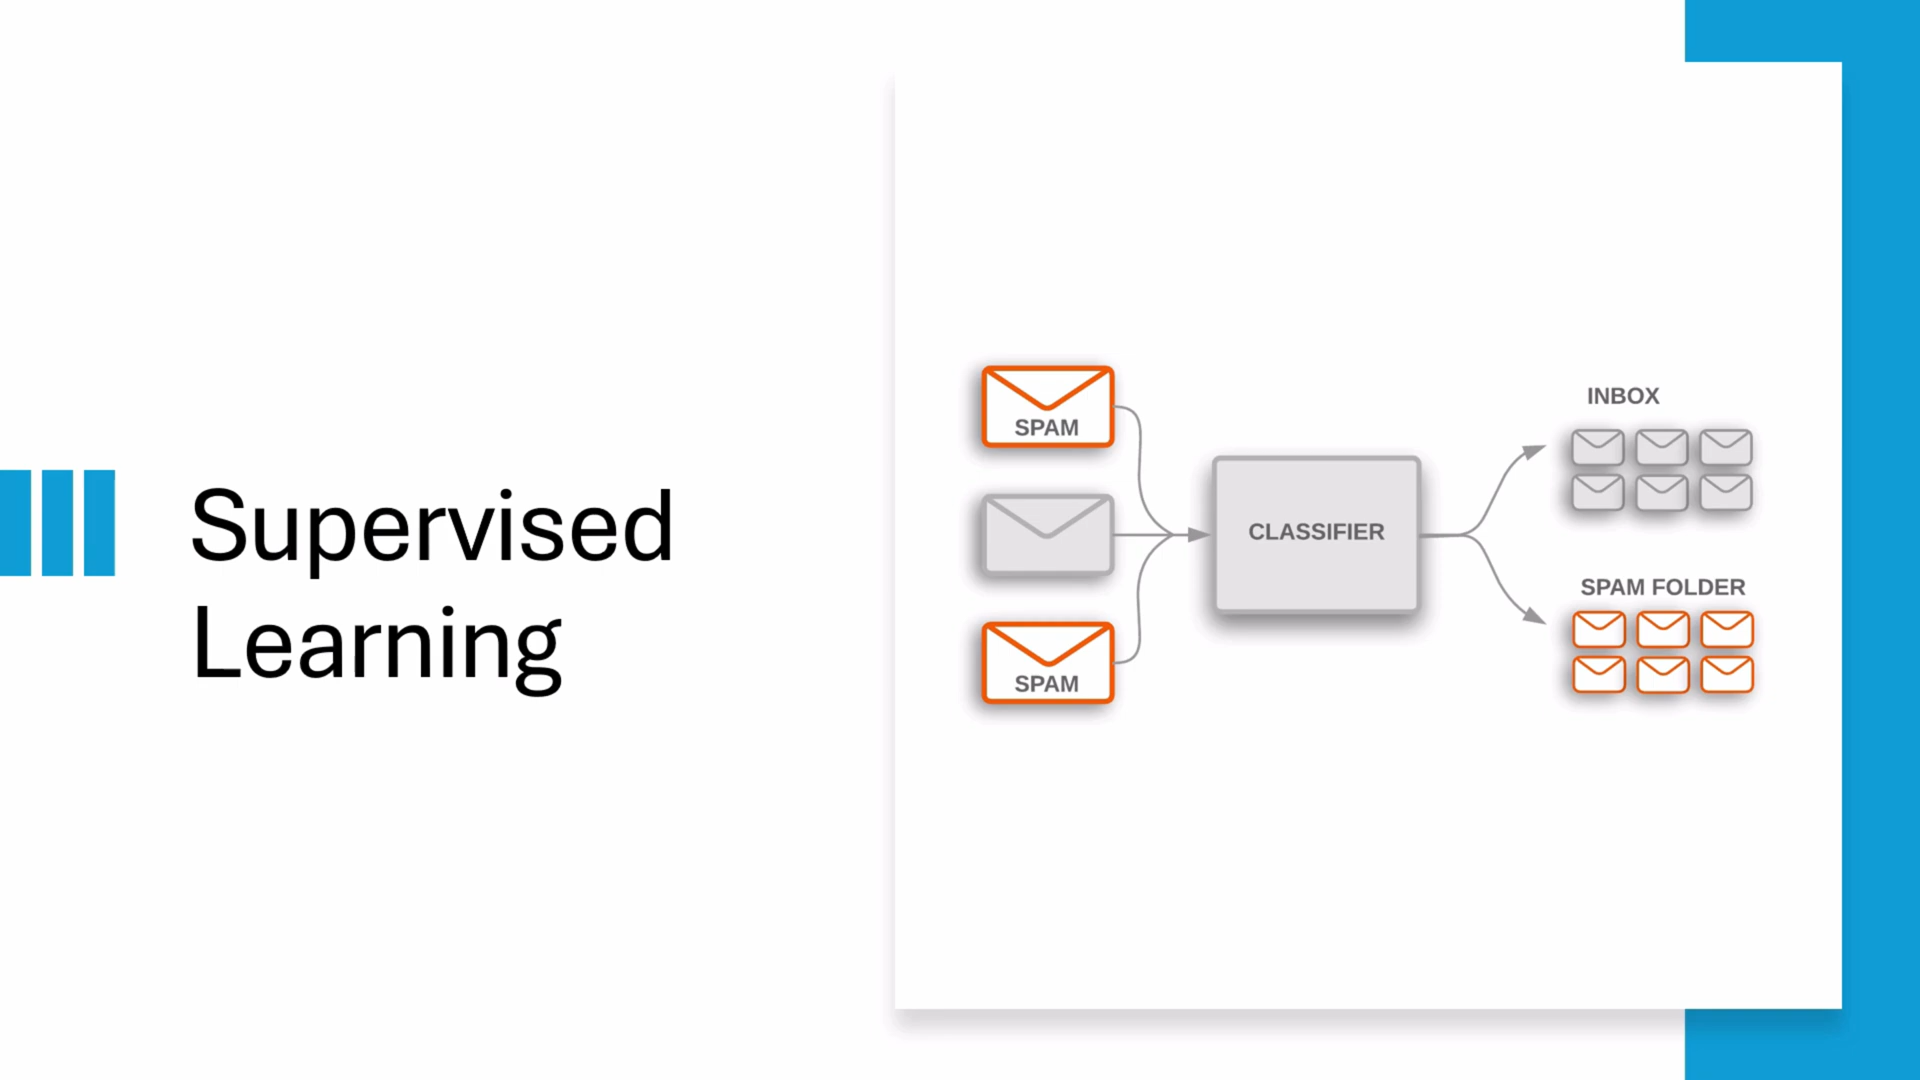 Supervised
Learning
SPAM
SPAM
CLASSIFIER
INBOX
SPAM FOLDER